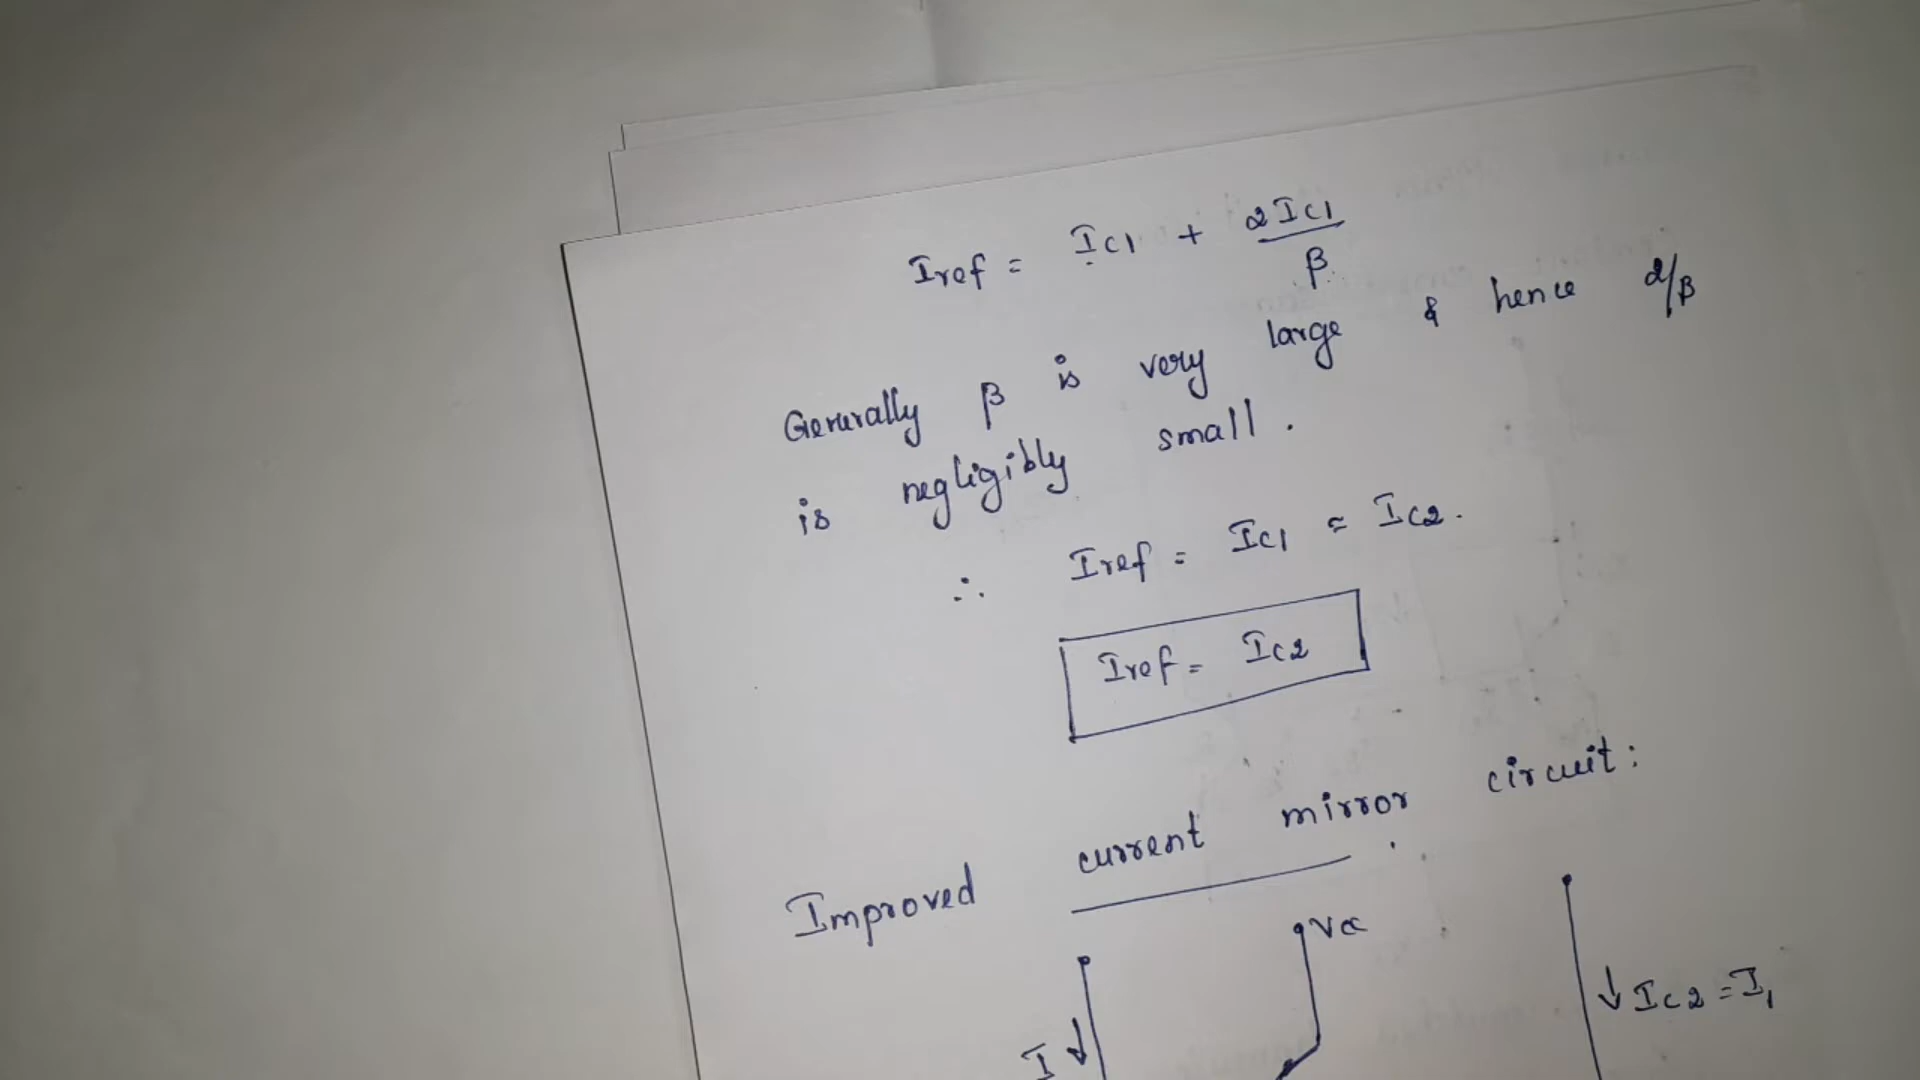 Iref = Ic1 + 2Ic1/β
Generally β is very large & hence 2/β
is negligibly small.
∴ Iref = Ic1 = Ic2.
Iref = Ic2
Improved current mirror circuit:
Vcc
I ↓
↓ Ic2 = I1